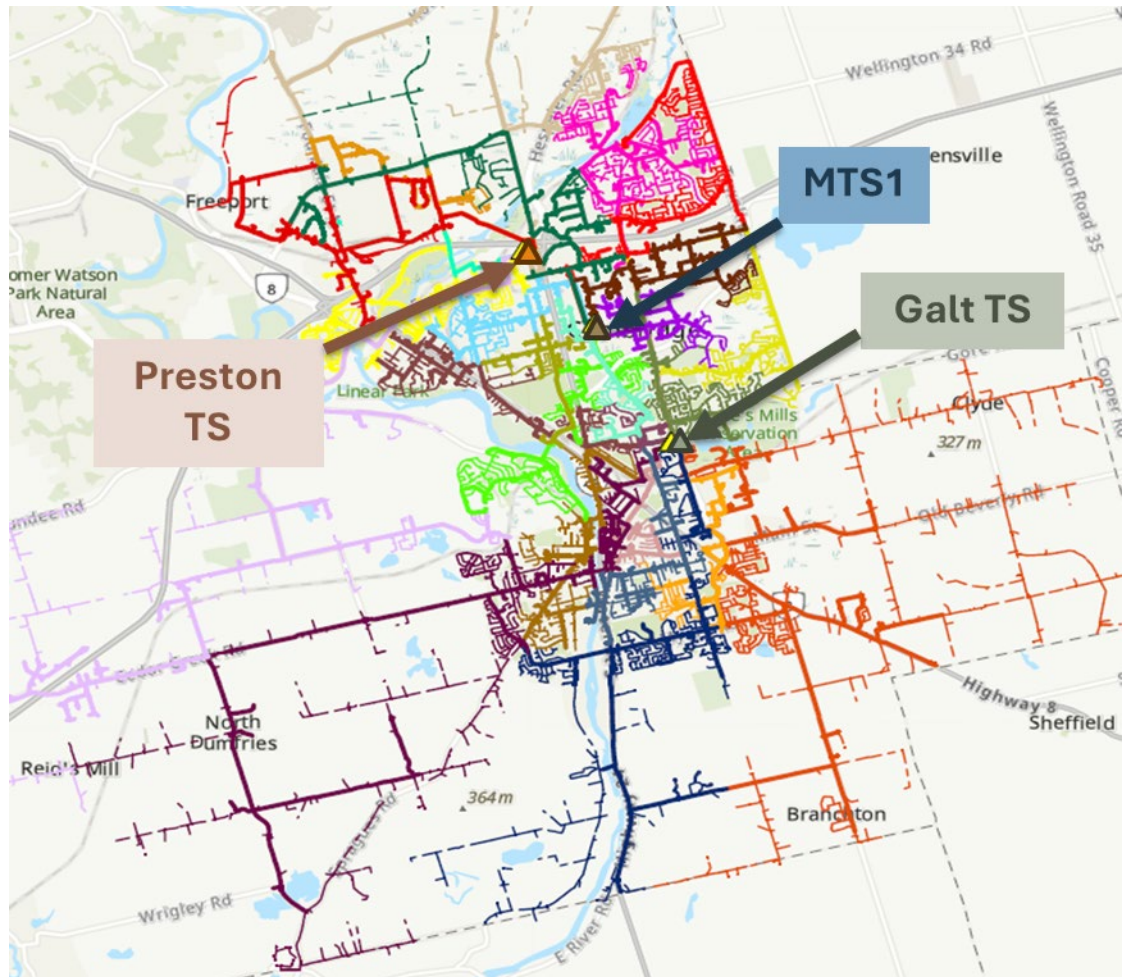 Wellington 34 Rd
Wellington Road 35
ensville
MTS1
Freeport
omer Watson
Park Natural
Area
8
Galt TS
Preston
TS
Linear Park
Clyde
Copper Rd
327 m
Old Beverly Rd
Main St
undee Rd
Cedar Creek Rd
Highway 8
Sheffield
North
Dumfries
Reid's Mill
364 m
Branchton
Spragues Rd
Wrigley Rd
E River Rd